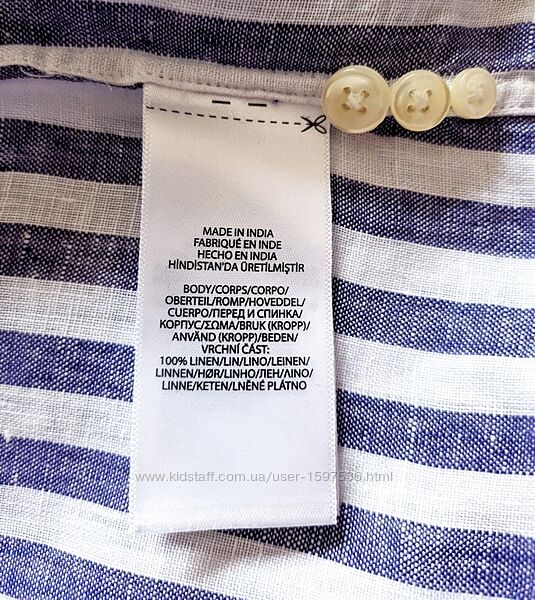 MADE IN INDIA
FABRIQUÉ EN INDE
HECHO EN INDIA
HİNDİSTAN'DA ÜRETİLMİŞTİR
BODY/CORPS/CORPO/
OBERTEIL/ROMP/HOVEDDEL/
CUERPO/ПЕРЕД И СПИНКА/
КОРПУС/ΣΩΜΑ/BRUK (KROPP)/
ANVÄND (KROPP)/BEDEN/
VRCHNÍ ČÁST:
100% LINEN/LIN/LINO/LEINEN/
LINNEN/HØR/LINHO/ЛЕН/ΛΙΝΟ/
LINNE/KETEN/LNĚNÉ PLÁTNO
www.kidstaff.com.ua/user-1597536.html